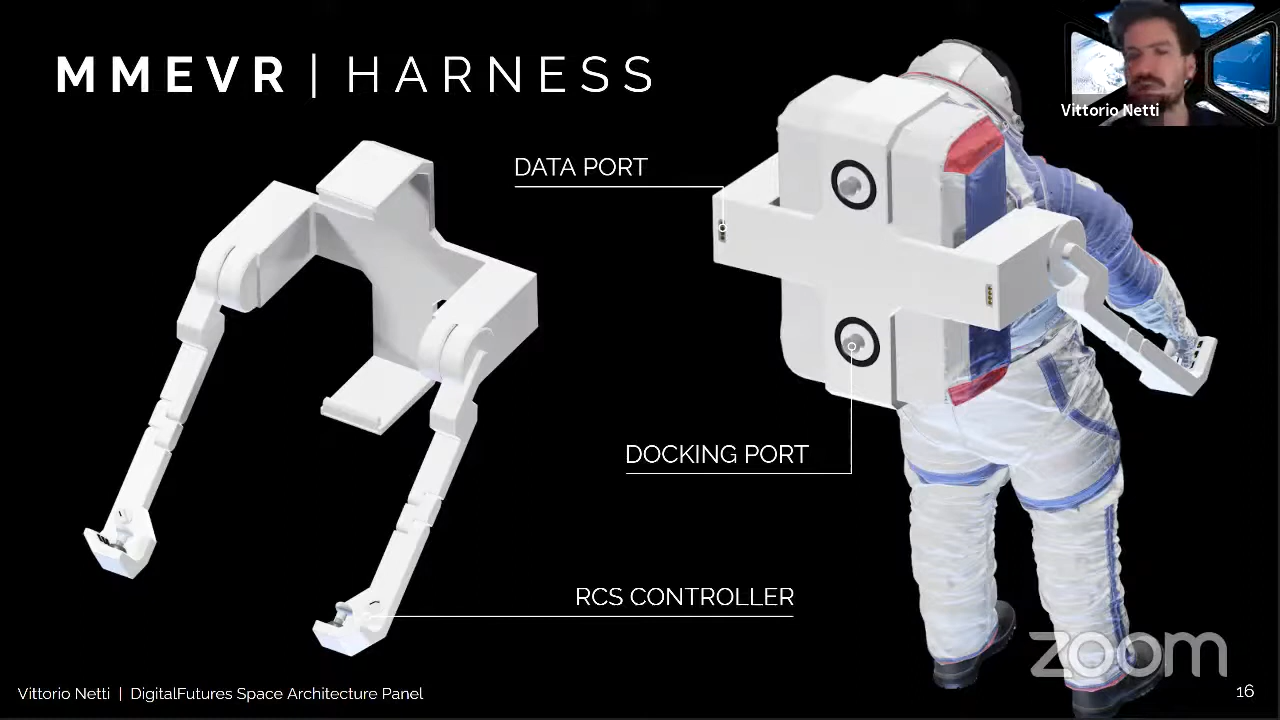 MMEVR | HARNESS
Vittorio Netti
DATA PORT
DOCKING PORT
RCS CONTROLLER
zoom
Vittorio Netti | DigitalFutures Space Architecture Panel
16